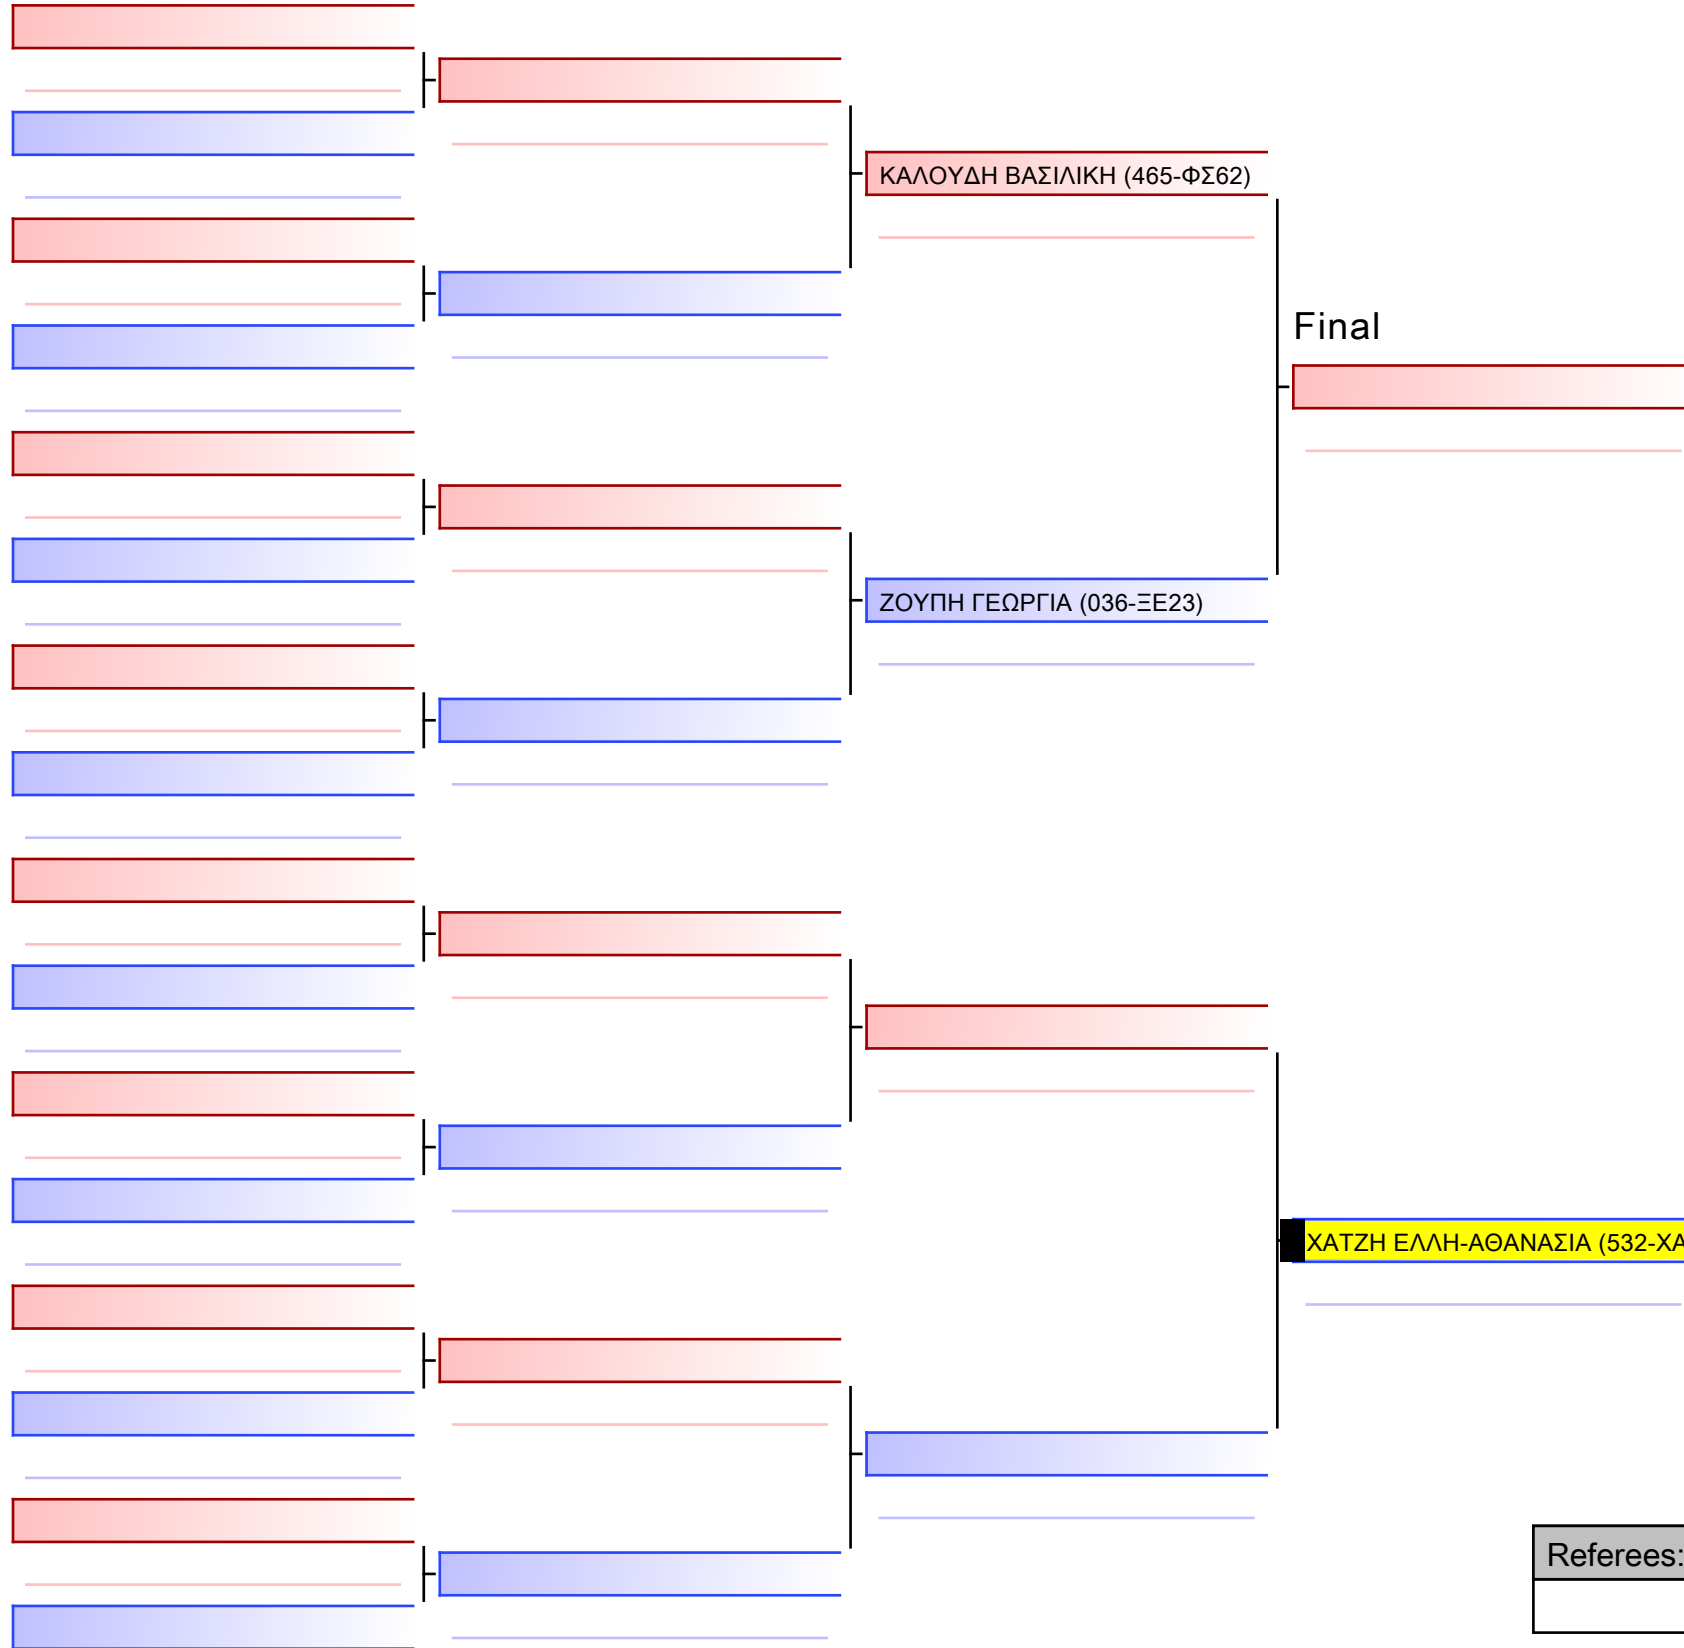 ΚΑΛΟΥΔΗ ΒΑΣΙΛΙΚΗ (465-ΦΣ62)
Final
ΖΟΥΠΗ ΓΕΩΡΓΙΑ (036-ΞΕ23)
ΧΑΤΖΗ ΕΛΛΗ-ΑΘΑΝΑΣΙΑ (532-ΧΑ
Referees: